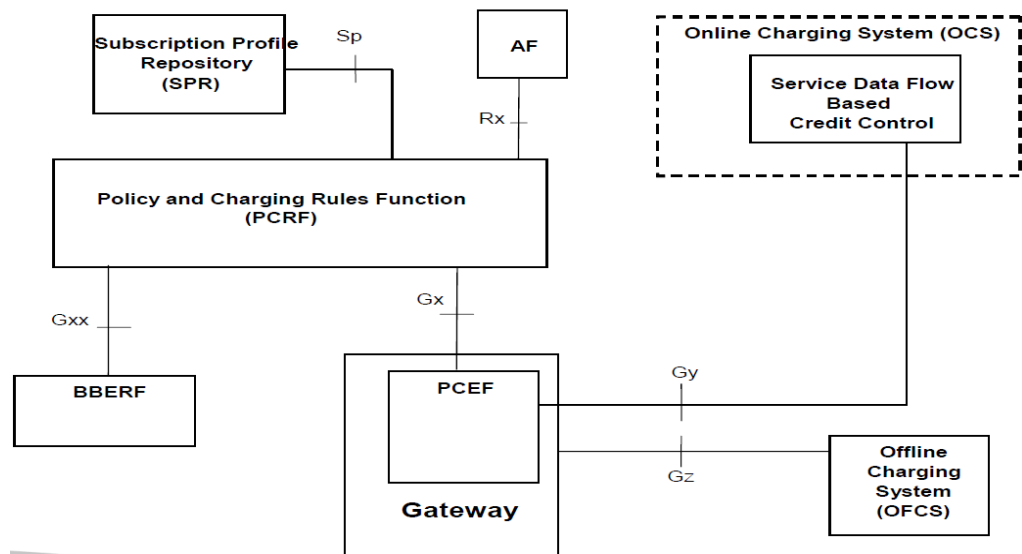 Subscription Profile
Repository
(SPR)
Sp
AF
Online Charging System (OCS)
Service Data Flow
Based
Credit Control
Rx
Policy and Charging Rules Function
(PCRF)
Gxx
Gx
BBERF
PCEF
Gy
Gz
Offline
Charging
System
(OFCS)
Gateway